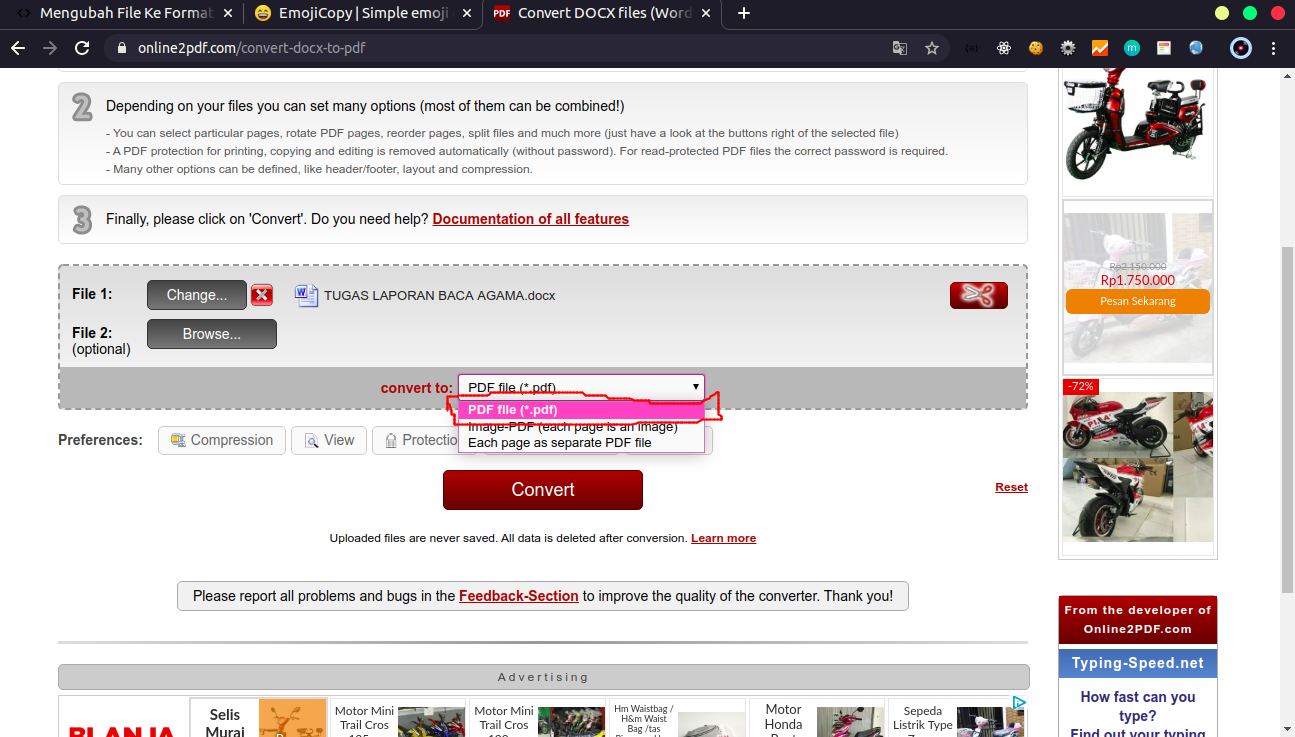 Mengubah File Ke Format
EmojiCopy | Simple emoji
PDF Convert DOCX files (Word
online2pdf.com/convert-docx-to-pdf
2 Depending on your files you can set many options (most of them can be combined!)
- You can select particular pages, rotate PDF pages, reorder pages, split files and much more (just have a look at the buttons right of the selected file)
- A PDF protection for printing, copying and editing is removed automatically (without password). For read-protected PDF files the correct password is required.
- Many other options can be defined, like header/footer, layout and compression.
3 Finally, please click on 'Convert'. Do you need help? Documentation of all features
File 1: Change... TUGAS LAPORAN BACA AGAMA.docx
File 2: Browse...
(optional)
convert to: PDF file (*.pdf)
PDF file (*.pdf)
Image-PDF (each page is an image)
Each page as separate PDF file
Preferences: Compression View Protectio
Convert
Reset
Uploaded files are never saved. All data is deleted after conversion. Learn more
Please report all problems and bugs in the Feedback-Section to improve the quality of the converter. Thank you!
Advertising
BLANJA
Selis
Murai
Motor Mini
Trail Cros
Motor Mini
Trail Cros
Hm Waistbag /
H&m Waist
Bag /tas
Motor
Honda
Sepeda
Listrik Type
Rp2.150.000
Rp1.750.000
Pesan Sekarang
-72%
From the developer of
Online2PDF.com
Typing-Speed.net
How fast can you
type?
Find out your typing